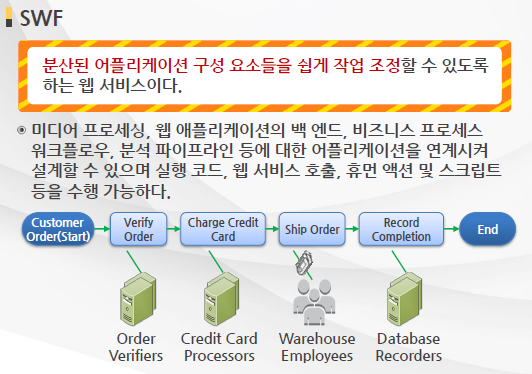 SWF
분산된 어플리케이션 구성 요소들을 쉽게 작업 조정할 수 있도록
하는 웹 서비스이다.
◉ 미디어 프로세싱, 웹 애플리케이션의 백 엔드, 비즈니스 프로세스
워크플로우, 분석 파이프라인 등에 대한 어플리케이션을 연계시켜
설계할 수 있으며 실행 코드, 웹 서비스 호출, 휴먼 액션 및 스크립트
등을 수행 가능하다.
Customer
Order(Start)
Verify
Order
Charge Credit
Card
Ship Order
Record
Completion
End
Order
Verifiers
Credit Card
Processors
Warehouse
Employees
Database
Recorders